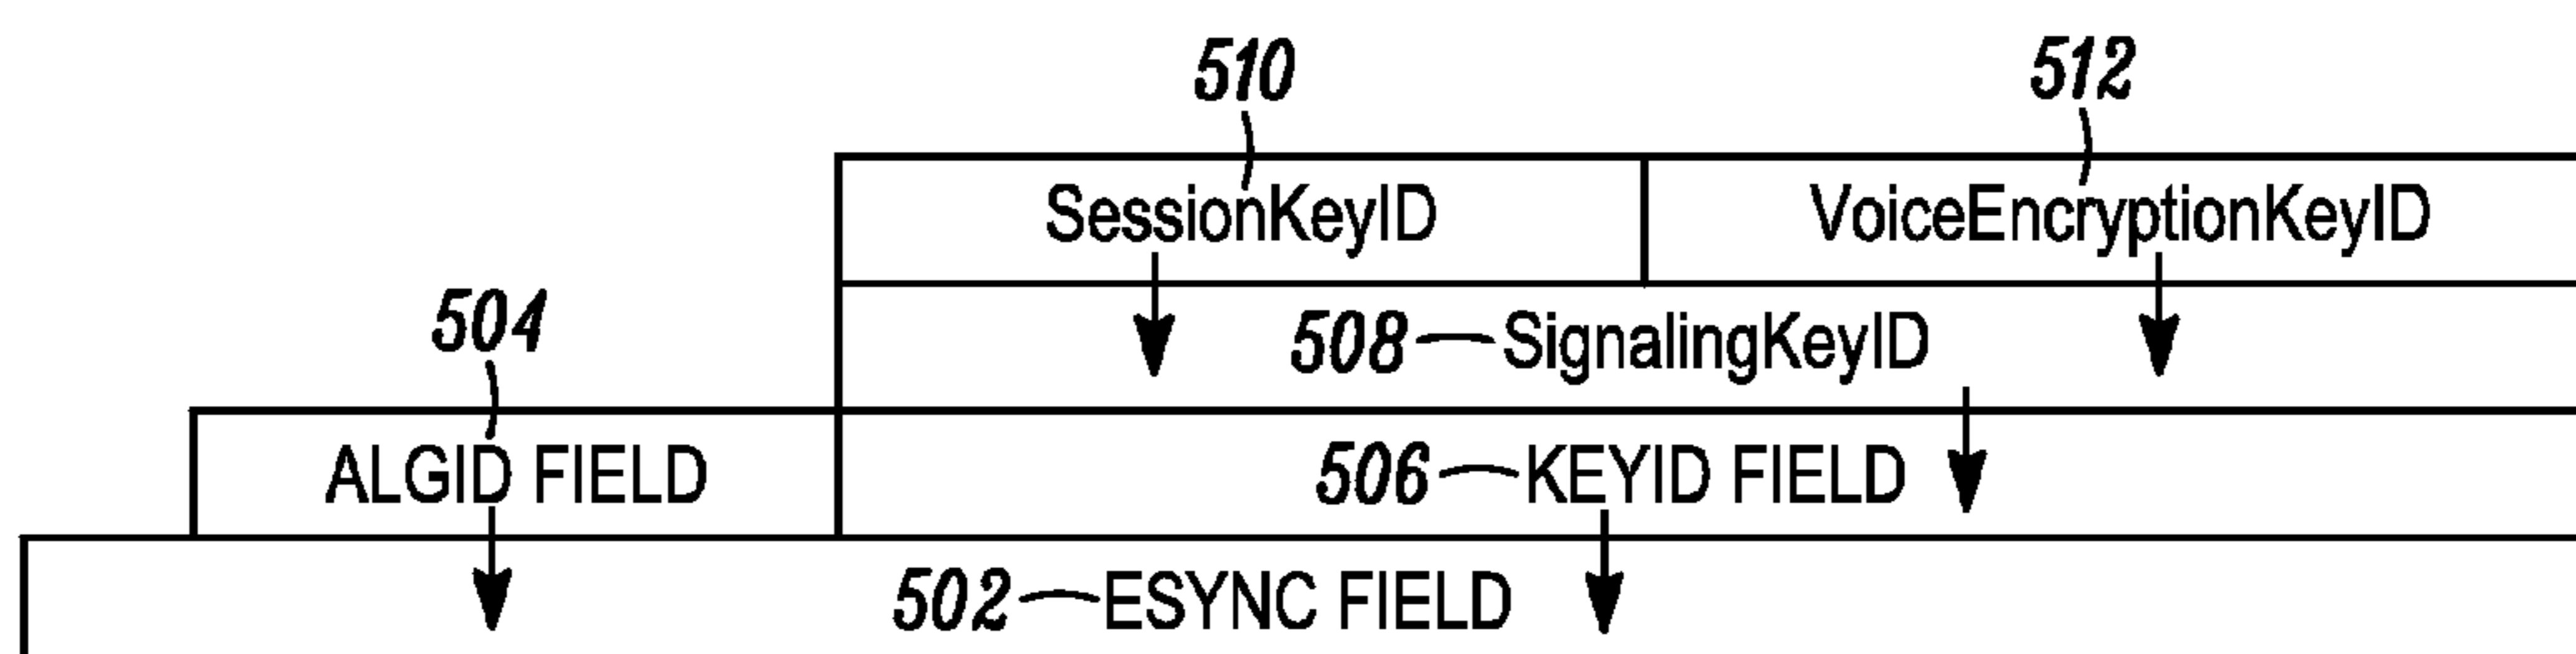 510 512
SessionKeyID VoiceEncryptionKeyID
504
508 SignalingKeyID
ALGID FIELD 506 KEYID FIELD
502 ESYNC FIELD